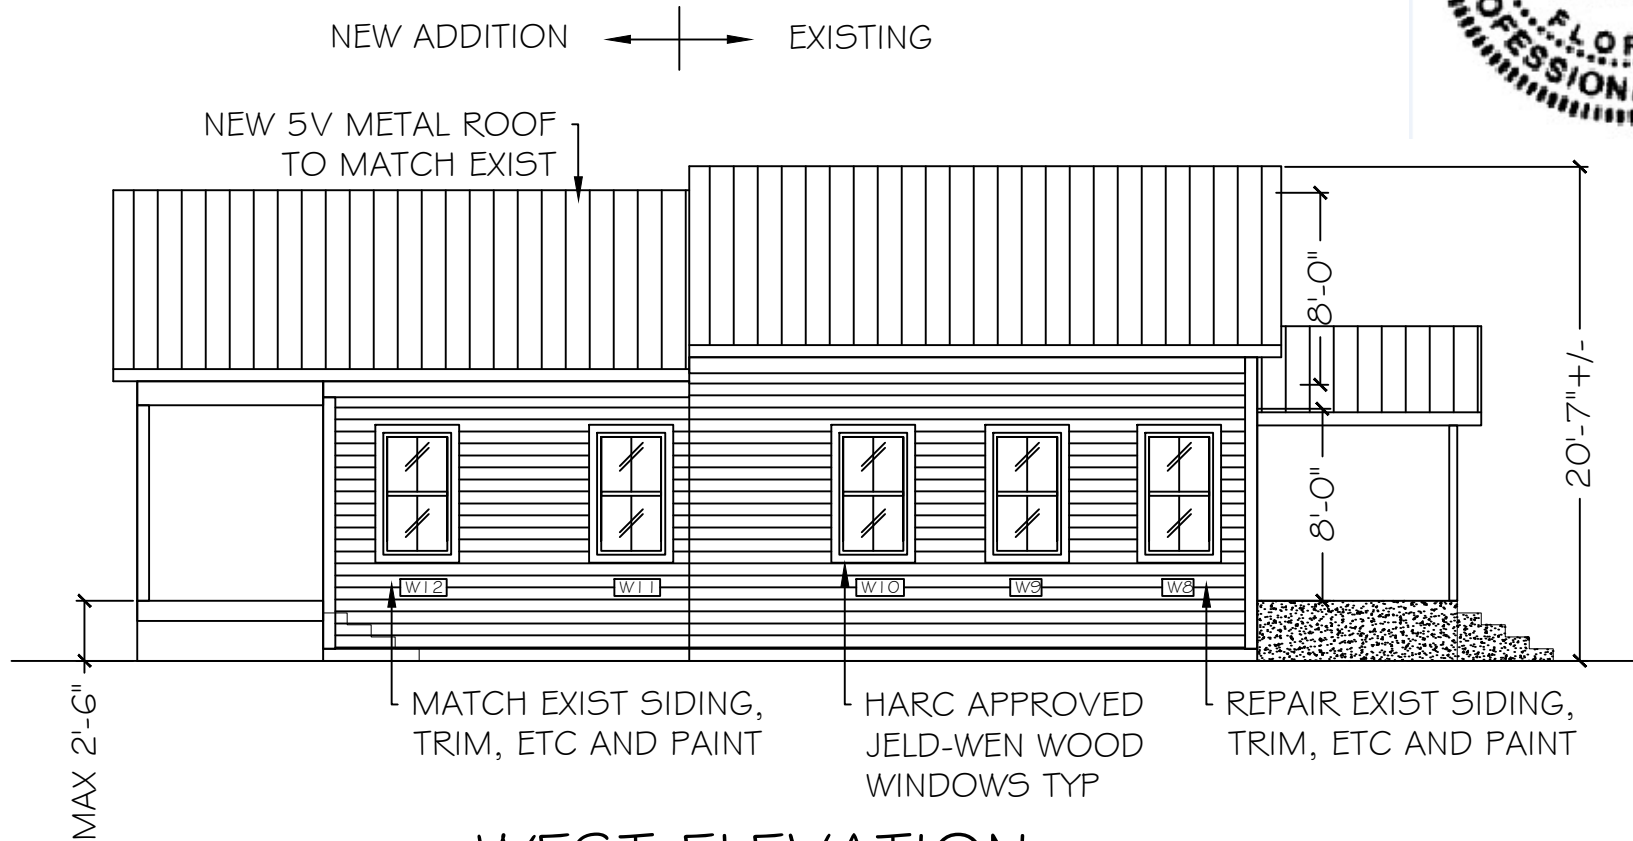 NEW ADDITION
EXISTING
NEW 5V METAL ROOF
TO MATCH EXIST
8'-0"
8'-0"
20'-7"+/-
W12
W11
W10
W9
W8
MAX 2'-6"
MATCH EXIST SIDING,
TRIM, ETC AND PAINT
HARC APPROVED
JELD-WEN WOOD
WINDOWS TYP
REPAIR EXIST SIDING,
TRIM, ETC AND PAINT
WEST ELEVATION